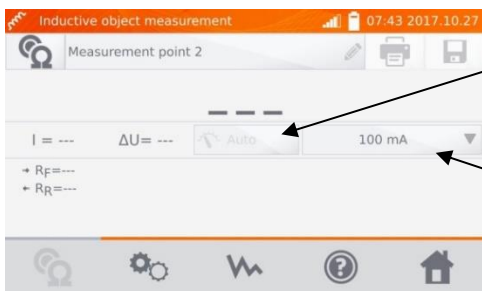 Inductive object measurement 07:43 2017.10.27
Measurement point 2
---
I = --- ΔU= --- Auto 100 mA
→ RF=---
← RR=---